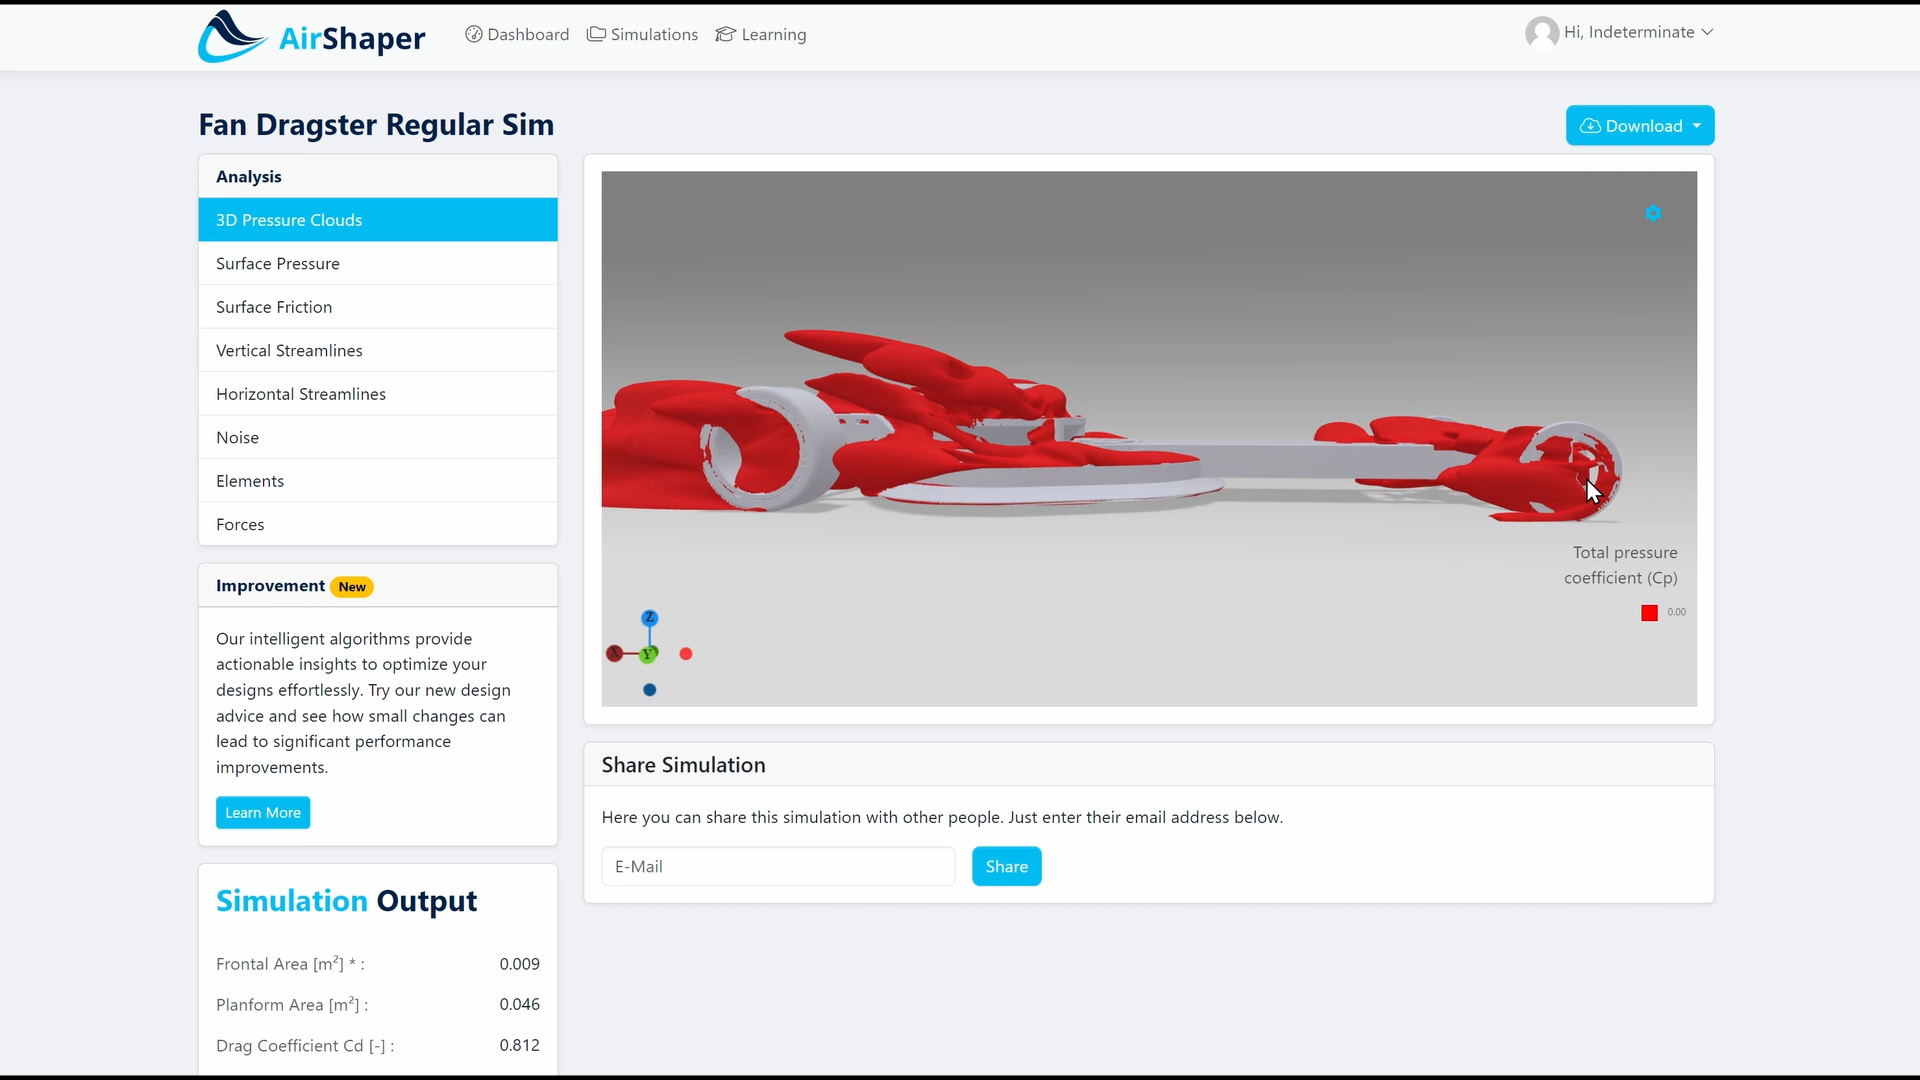 AirShaper
Dashboard
Simulations
Learning
Hi, Indeterminate
Fan Dragster Regular Sim
Download
Analysis
3D Pressure Clouds
Surface Pressure
Surface Friction
Vertical Streamlines
Horizontal Streamlines
Noise
Elements
Forces
Total pressure
coefficient (Cp)
0.00
Z
X
Y
Improvement New
Our intelligent algorithms provide
actionable insights to optimize your
designs effortlessly. Try our new design
advice and see how small changes can
lead to significant performance
improvements.
Learn More
Share Simulation
Here you can share this simulation with other people. Just enter their email address below.
E-Mail
Share
Simulation Output
Frontal Area [m²] * : 0.009
Planform Area [m²] : 0.046
Drag Coefficient Cd [-] : 0.812